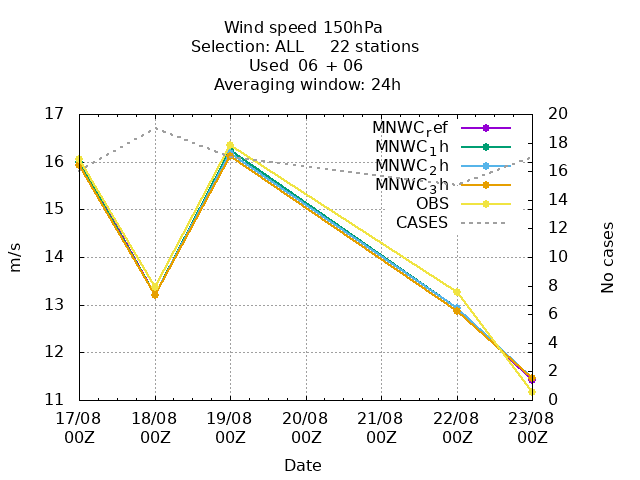 Wind speed 150hPa
Selection: ALL 22 stations
Used 06 + 06
Averaging window: 24h
17
16
15
14
13
12
11
m/s
20
18
16
14
12
10
8
6
4
2
0
No cases
MNWC_ref
MNWC_1h
MNWC_2h
MNWC_3h
OBS
CASES
17/08 18/08 19/08 20/08 21/08 22/08 23/08
00Z 00Z 00Z 00Z 00Z 00Z 00Z
Date